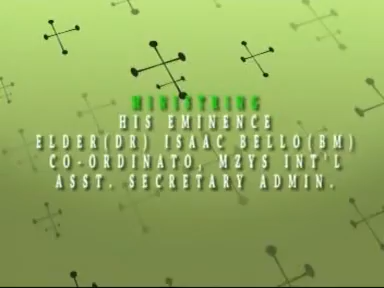 MINISTRING
HIS EMINENCE
ELDER(DR) ISAAC BELLO(BM)
CO-ORDINATO, MZYS INT'L
ASST. SECRETARY ADMIN.